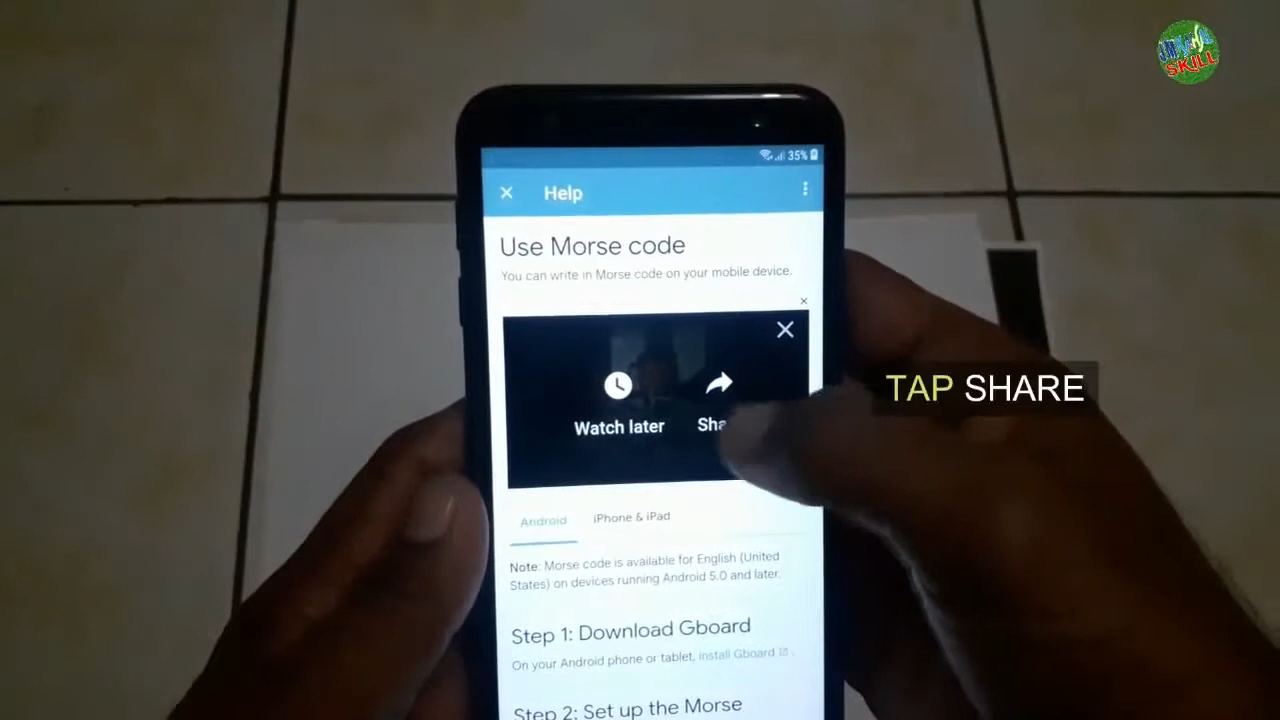 SKILL
35%
Help
Use Morse code
You can write in Morse code on your mobile device.
Watch later
Sha
TAP SHARE
Android
iPhone & iPad
Note: Morse code is available for English (United
States) on devices running Android 5.0 and later.
Step 1: Download Gboard
On your Android phone or tablet, install Gboard .
Step 2: Set up the Morse